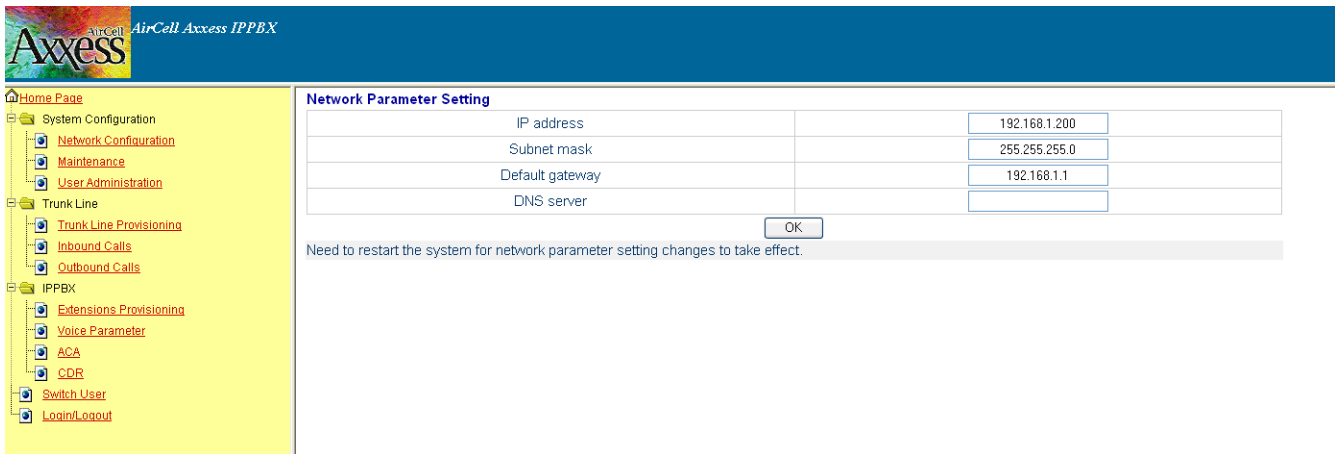 AirCell
Axxess
AirCell Axxess IPPBX
Home Page
System Configuration
Network Configuration
Maintenance
User Administration
Trunk Line
Trunk Line Provisioning
Inbound Calls
Outbound Calls
IPPBX
Extensions Provisioning
Voice Parameter
ACA
CDR
Switch User
Login/Logout
Network Parameter Setting
IP address 192.168.1.200
Subnet mask 255.255.255.0
Default gateway 192.168.1.1
DNS server
OK
Need to restart the system for network parameter setting changes to take effect.